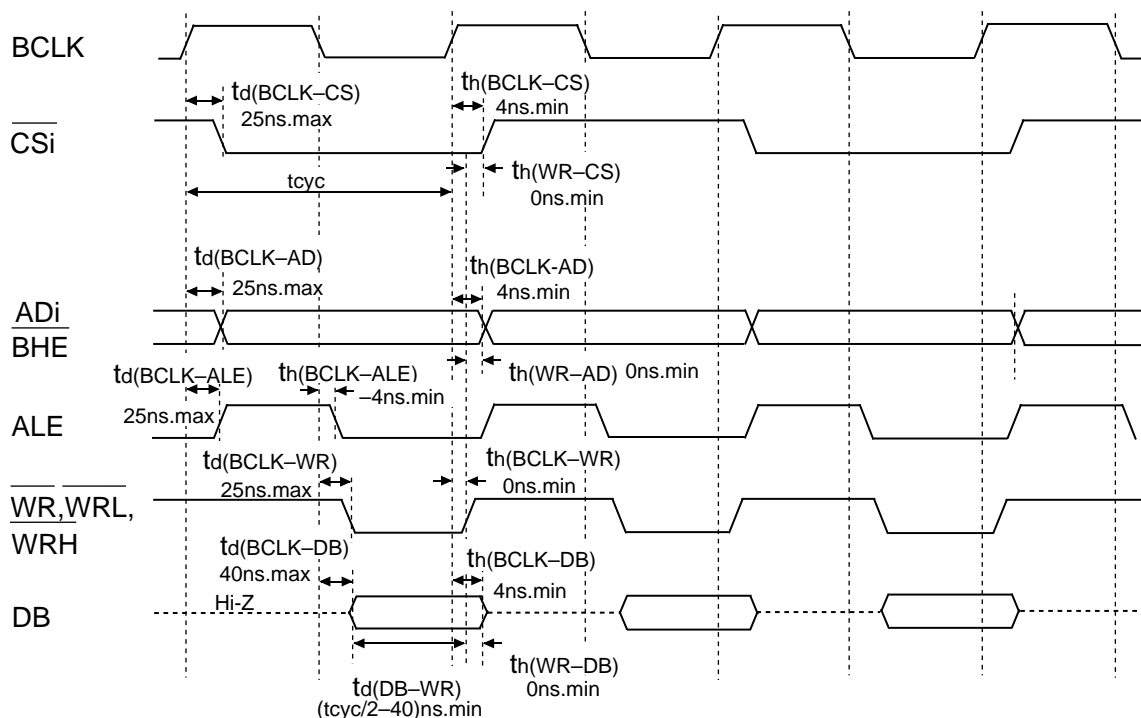 BCLK
td(BCLK–CS)
25ns.max
th(BCLK–CS)
4ns.min
CSi
tcyc
th(WR–CS)
0ns.min
td(BCLK–AD)
25ns.max
th(BCLK-AD)
4ns.min
ADi
BHE
td(BCLK–ALE)
25ns.max
th(BCLK–ALE)
–4ns.min
th(WR–AD) 0ns.min
ALE
td(BCLK–WR)
25ns.max
th(BCLK–WR)
0ns.min
WR,WRL,
WRH
td(BCLK–DB)
40ns.max
th(BCLK–DB)
4ns.min
Hi-Z
DB
td(DB–WR)
(tcyc/2–40)ns.min
th(WR–DB)
0ns.min